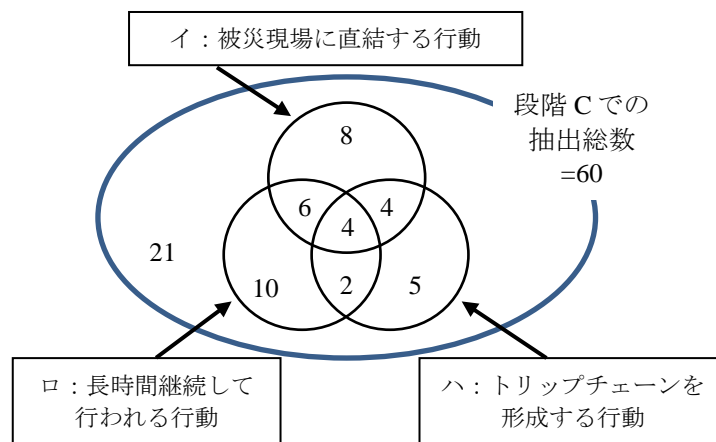 イ：被災現場に直結する行動
段階 C での
抽出総数
=60
8
6
4
4
21
10
2
5
ロ：長時間継続して
行われる行動
ハ：トリップチェーンを
形成する行動